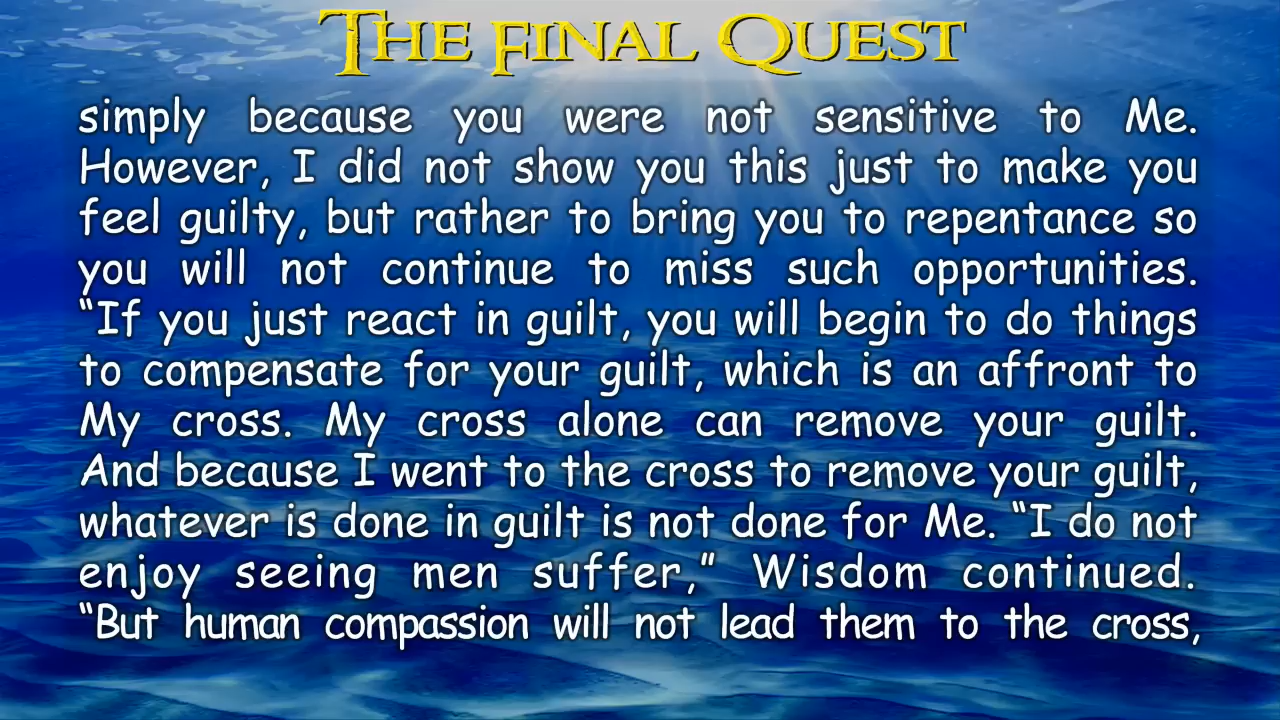 THE FINAL QUEST
simply because you were not sensitive to Me.
However, I did not show you this just to make you
feel guilty, but rather to bring you to repentance so
you will not continue to miss such opportunities.
“If you just react in guilt, you will begin to do things
to compensate for your guilt, which is an affront to
My cross. My cross alone can remove your guilt.
And because I went to the cross to remove your guilt,
whatever is done in guilt is not done for Me. “I do not
enjoy seeing men suffer,” Wisdom continued.
“But human compassion will not lead them to the cross,